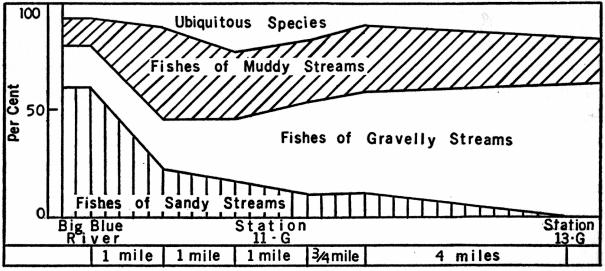 100
Ubiquitous Species
Fishes of Muddy Streams
Per Cent
50
Fishes of Gravelly Streams
Fishes of Sandy Streams
0
Big Blue River
Station 11-G
Station 13-G
1 mile
1 mile
1 mile
3/4 mile
4 miles